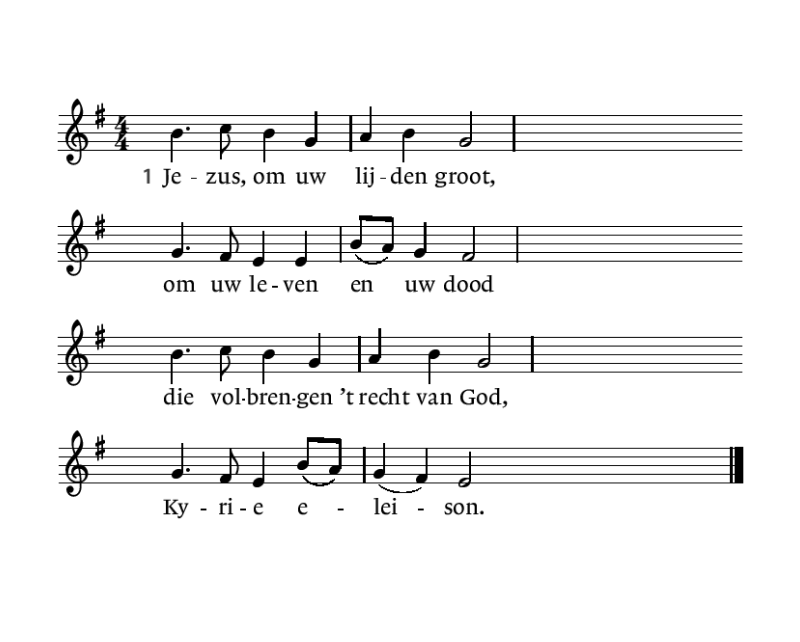 1 Je - zus, om uw lij - den groot,
om uw le - ven en uw dood
die vol - bren - gen 't recht van God,
Ky - ri - e e - lei - son.